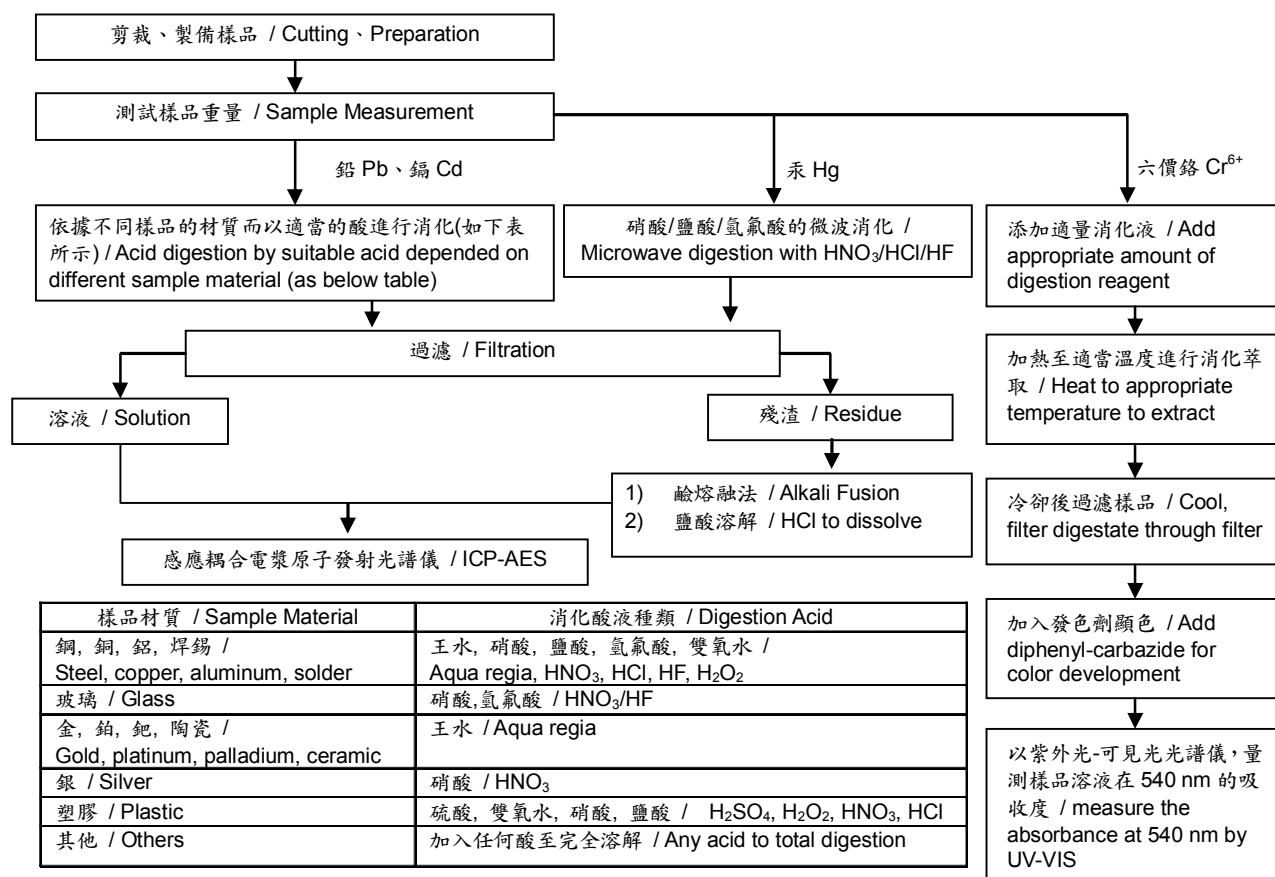 剪裁、製備樣品 / Cutting、Preparation
測試樣品重量 / Sample Measurement
鉛 Pb、鎘 Cd
汞 Hg
六價鉻 Cr⁶⁺
依據不同樣品的材質而以適當的酸進行消化(如下表
所示) / Acid digestion by suitable acid depended on
different sample material (as below table)
硝酸/鹽酸/氫氟酸的微波消化 /
Microwave digestion with HNO₃/HCl/HF
添加適量消化液 / Add
appropriate amount of
digestion reagent
過濾 / Filtration
加熱至適當溫度進行消化萃
取 / Heat to appropriate
temperature to extract
溶液 / Solution
殘渣 / Residue
1) 鹼熔融法 / Alkali Fusion
2) 鹽酸溶解 / HCl to dissolve
冷卻後過濾樣品 / Cool,
filter digestate through filter
感應耦合電漿原子發射光譜儀 / ICP-AES
加入發色劑顯色 / Add
diphenyl-carbazide for
color development
以紫外光-可見光光譜儀,量
測樣品溶液在 540 nm 的吸
收度 / measure the
absorbance at 540 nm by
UV-VIS
樣品材質 / Sample Material
消化酸液種類 / Digestion Acid
鋼, 銅, 鋁, 焊錫 /
Steel, copper, aluminum, solder
王水, 硝酸, 鹽酸, 氫氟酸, 雙氧水 /
Aqua regia, HNO₃, HCl, HF, H₂O₂
玻璃 / Glass
硝酸,氫氟酸 / HNO₃/HF
金, 鉑, 鈀, 陶瓷 /
Gold, platinum, palladium, ceramic
王水 / Aqua regia
銀 / Silver
硝酸 / HNO₃
塑膠 / Plastic
硫酸, 雙氧水, 硝酸, 鹽酸 / H₂SO₄, H₂O₂, HNO₃, HCl
其他 / Others
加入任何酸至完全溶解 / Any acid to total digestion